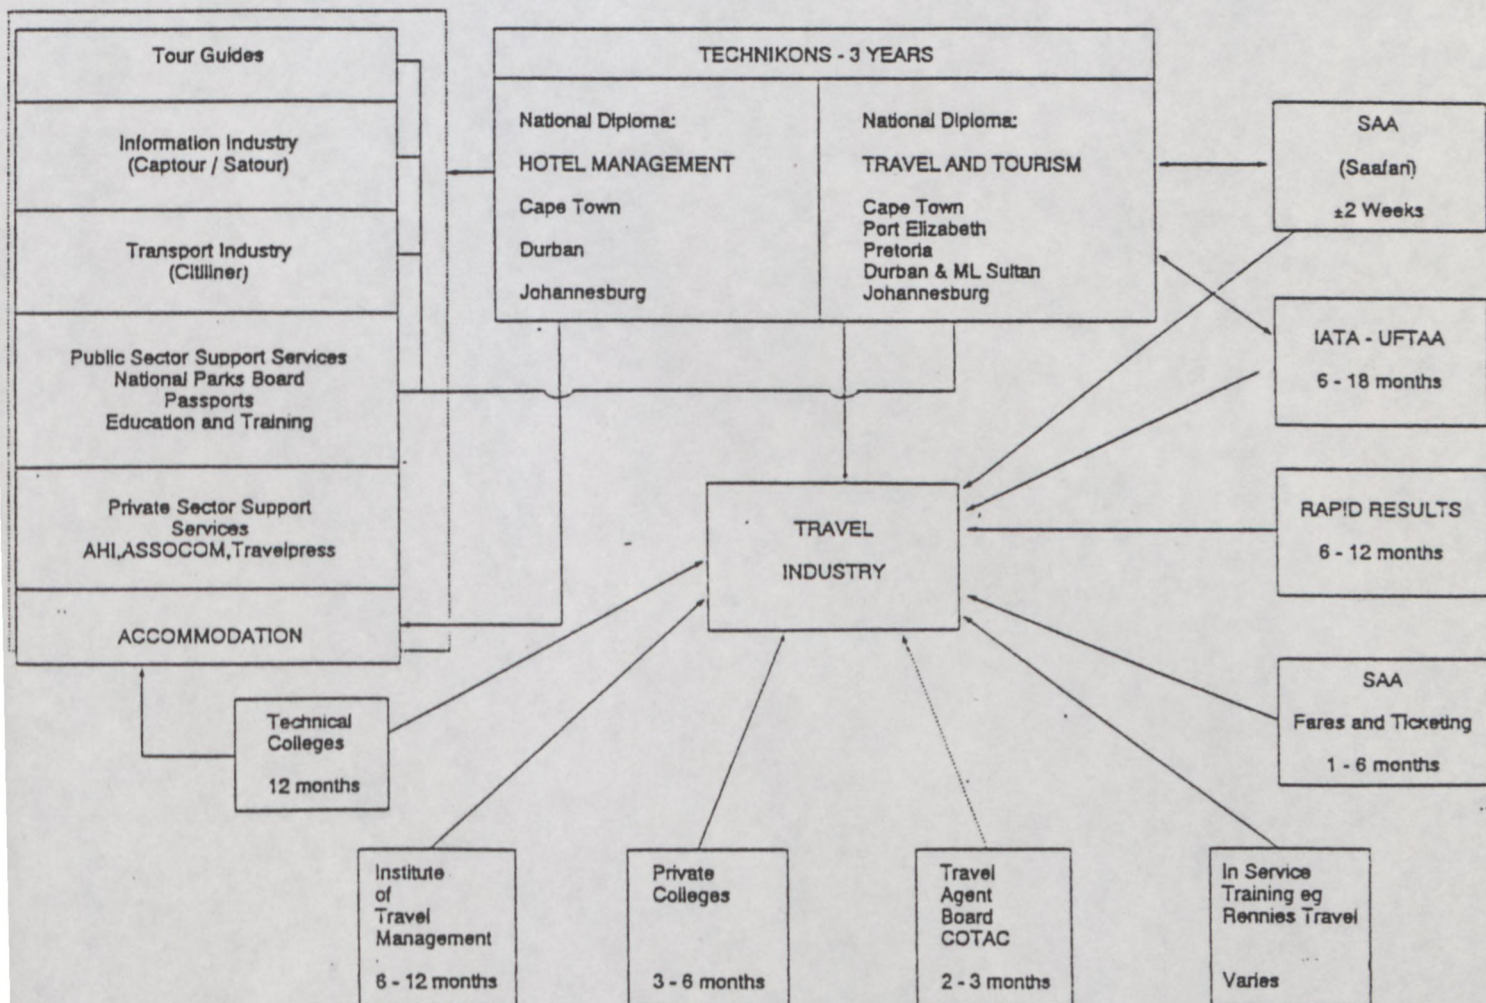 Tour Guides
Information Industry
(Captour / Satour)
Transport Industry
(Citiliner)
Public Sector Support Services
National Parks Board
Passports
Education and Training
Private Sector Support
Services
AHI,ASSOCOM,Travelpress
ACCOMMODATION
TECHNIKONS - 3 YEARS
National Diploma:
HOTEL MANAGEMENT
Cape Town
Durban
Johannesburg
National Diploma:
TRAVEL AND TOURISM
Cape Town
Port Elizabeth
Pretoria
Durban & ML Sultan
Johannesburg
SAA
(Saafari)
±2 Weeks
IATA - UFTAA
6 - 18 months
RAPID RESULTS
6 - 12 months
SAA
Fares and Ticketing
1 - 6 months
TRAVEL
INDUSTRY
Technical
Colleges
12 months
Institute
of
Travel
Management
6 - 12 months
Private
Colleges
3 - 6 months
Travel
Agent
Board
COTAC
2 - 3 months
In Service
Training eg
Rennies Travel
Varies